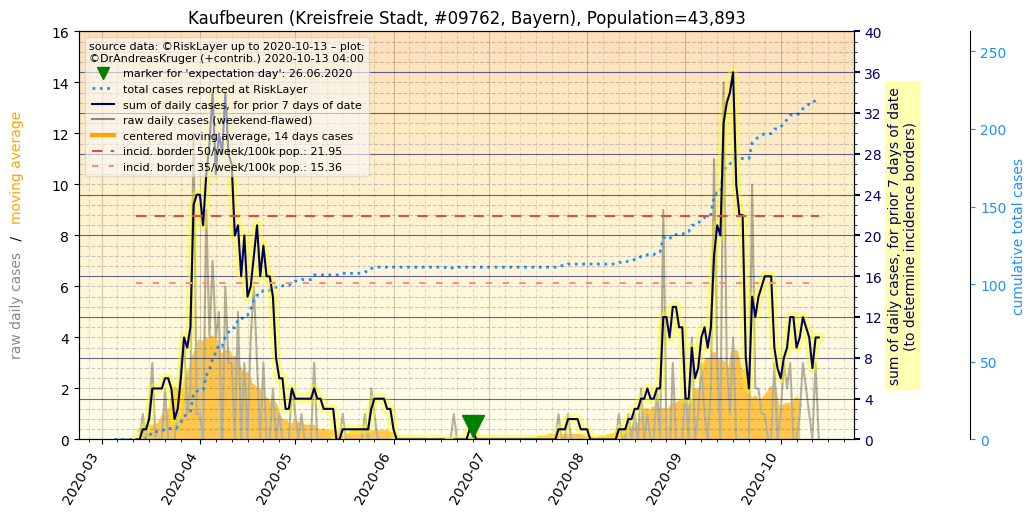 Kaufbeuren (Kreisfreie Stadt, #09762, Bayern), Population=43,893
source data: ©RiskLayer up to 2020-10-13 – plot:
©DrAndreasKruger (+contrib.) 2020-10-13 04:00
marker for 'expectation day': 26.06.2020
total cases reported at RiskLayer
sum of daily cases, for prior 7 days of date
raw daily cases (weekend-flawed)
centered moving average, 14 days cases
incid. border 50/week/100k pop.: 21.95
incid. border 35/week/100k pop.: 15.36
raw daily cases / moving average
16
14
12
10
8
6
4
2
0
2020-03
2020-04
2020-05
2020-06
2020-07
2020-08
2020-09
2020-10
40
36
32
28
24
20
16
12
8
4
0
sum of daily cases, for prior 7 days of date
(to determine incidence borders)
250
200
150
100
50
0
cumulative total cases